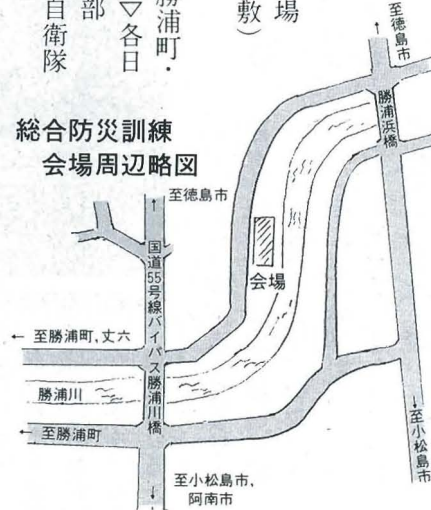 場
敷）
勝浦町・
▽各日
部
自衛隊
総合防災訓練
会場周辺略図
至徳島市
至徳島市
勝浦浜橋
国道55号線バイパス勝浦川橋
会場
至勝浦町,丈六
勝浦川
至勝浦町
至小松島市
至小松島市,
阿南市